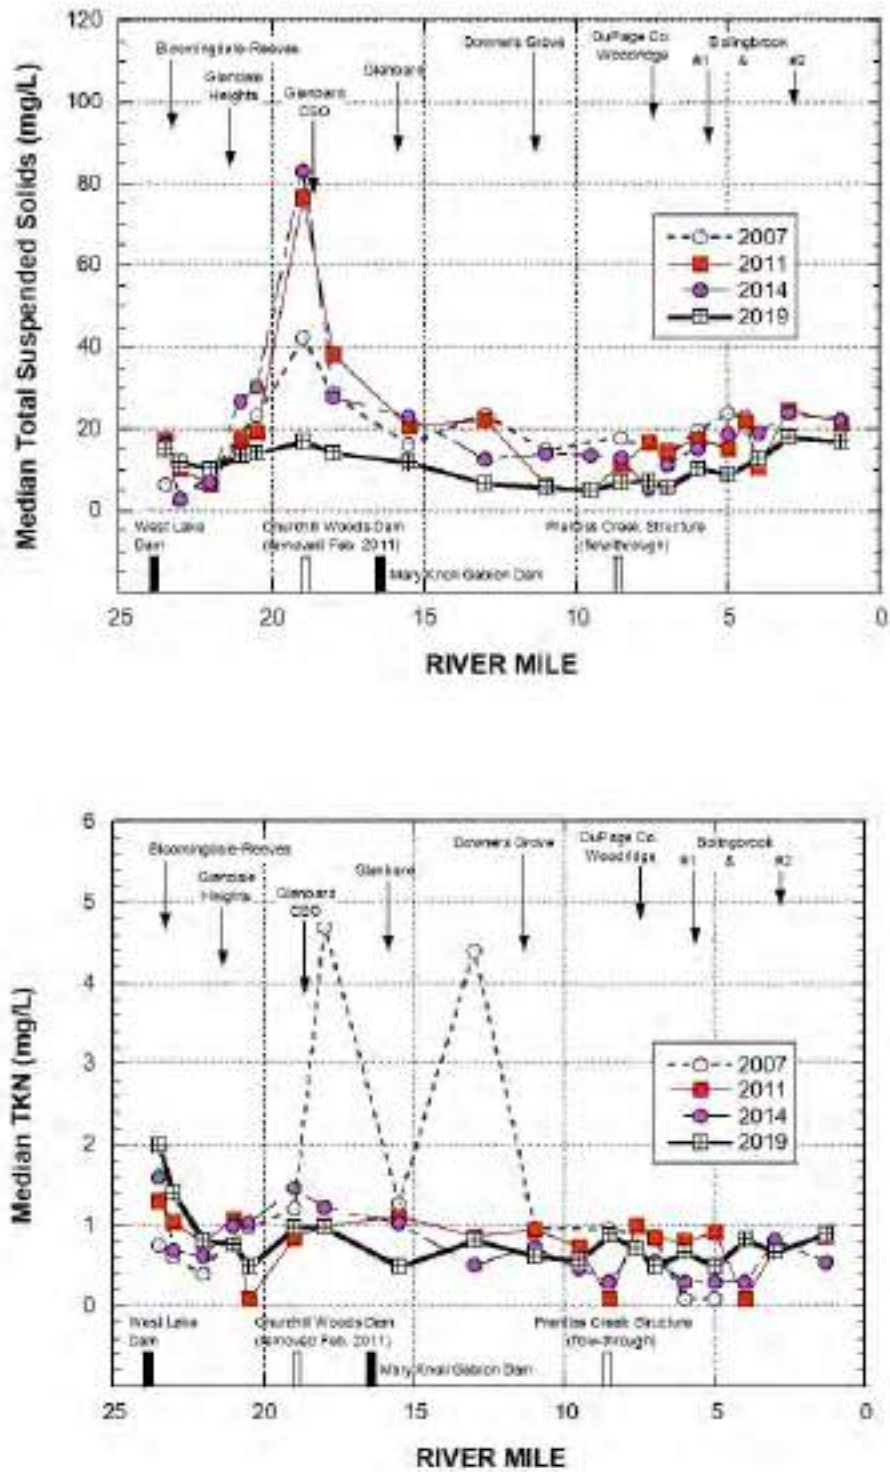 120
100
80
60
40
20
0
Median Total Suspended Solids (mg/L)
Bloomingdale-Reeves
Glendale
Heights
Glenbard
CSO
Glenbard
Downers Grove
DuPage Co.
Woodridge
Bolingbrook
#1 & #2
2007
2011
2014
2019
West Lake
Dam
Churchill Woods Dam
(removed Feb. 2011)
Mary Knoll Gabion Dam
Prentiss Creek Structure
(flow-through)
25 20 15 10 5 0
RIVER MILE
6
5
4
3
2
1
0
Median TKN (mg/L)
Bloomingdale-Reeves
Glendale
Heights
Glenbard
CSO
Glenbard
Downers Grove
DuPage Co.
Woodridge
Bolingbrook
#1 & #2
2007
2011
2014
2019
West Lake
Dam
Churchill Woods Dam
(removed Feb. 2011)
Mary Knoll Gabion Dam
Prentiss Creek Structure
(flow-through)
25 20 15 10 5 0
RIVER MILE